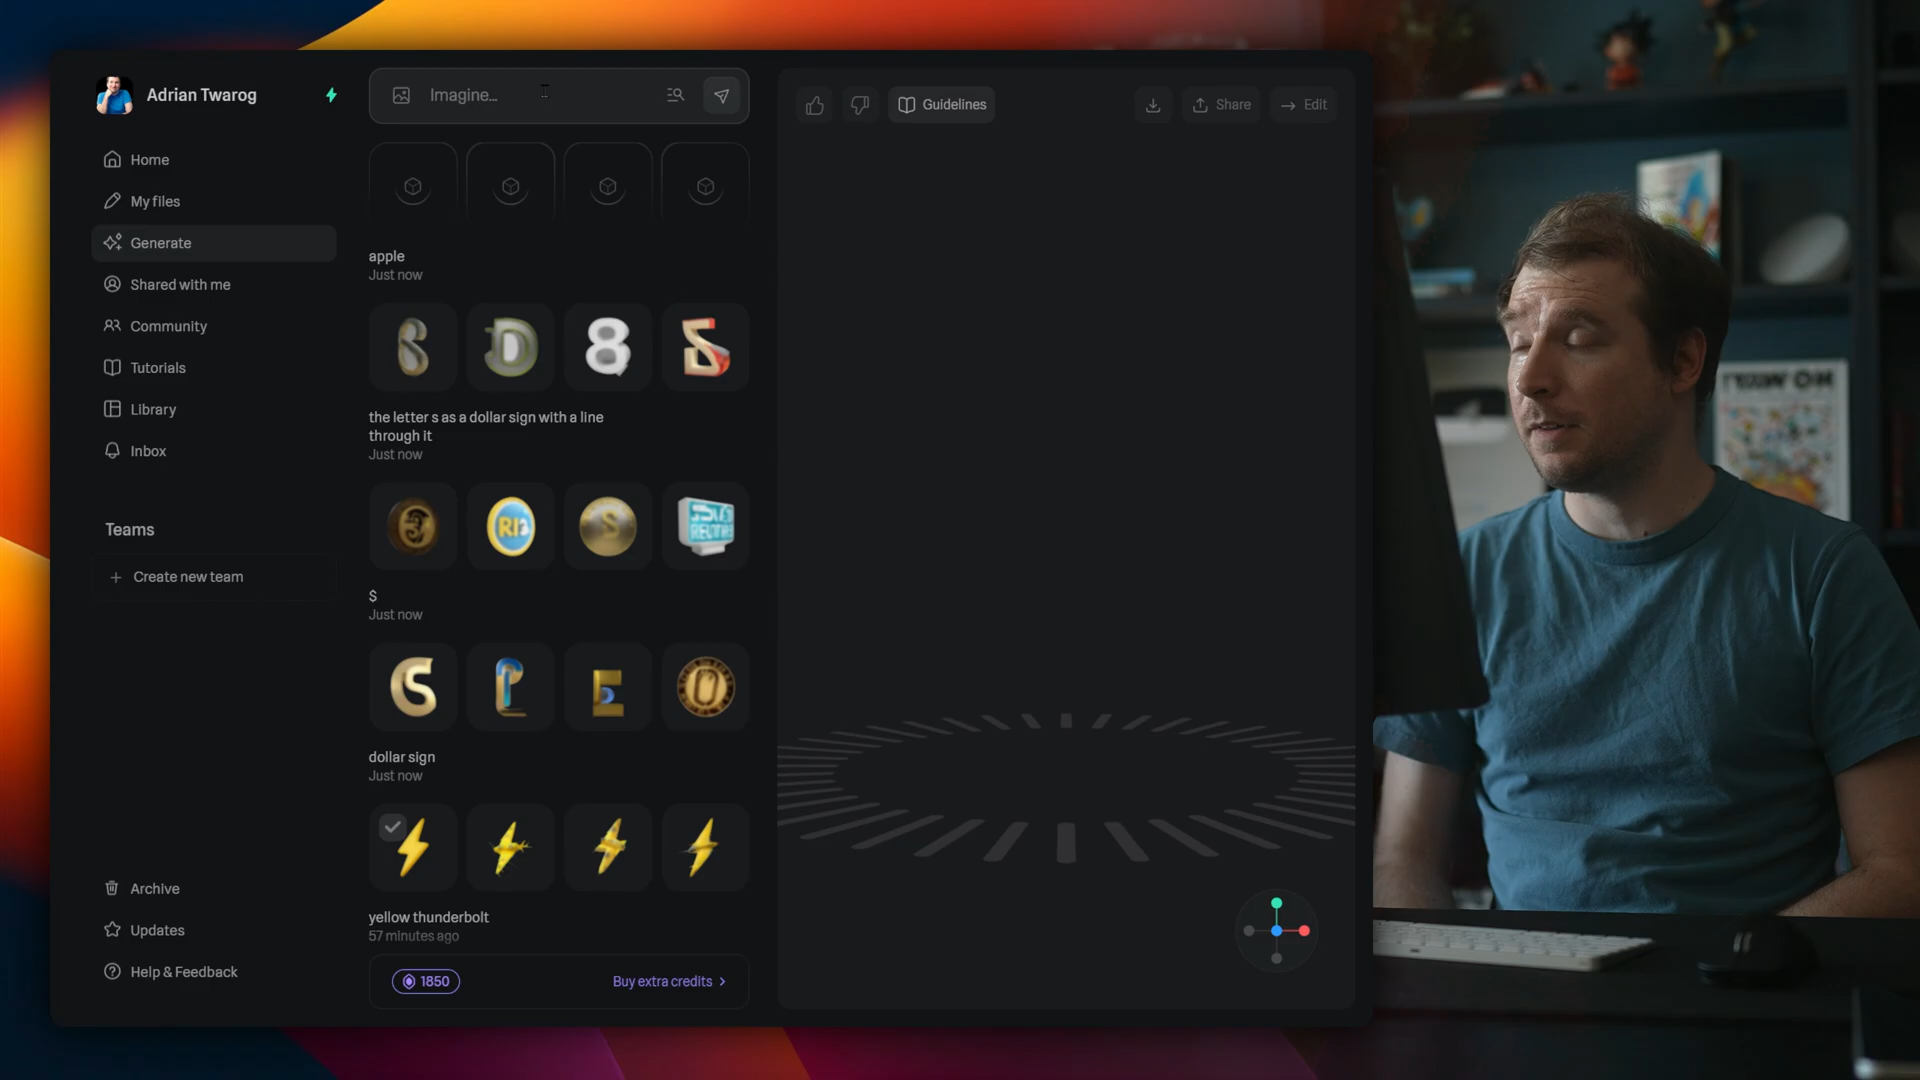 Adrian Twarog
Home
My files
Generate
Shared with me
Community
Tutorials
Library
Inbox
Teams
Create new team
Archive
Updates
Help & Feedback
Imagine...
apple
Just now
the letter s as a dollar sign with a line
through it
Just now
$
Just now
dollar sign
Just now
yellow thunderbolt
57 minutes ago
1850
Buy extra credits
Guidelines
Share
Edit